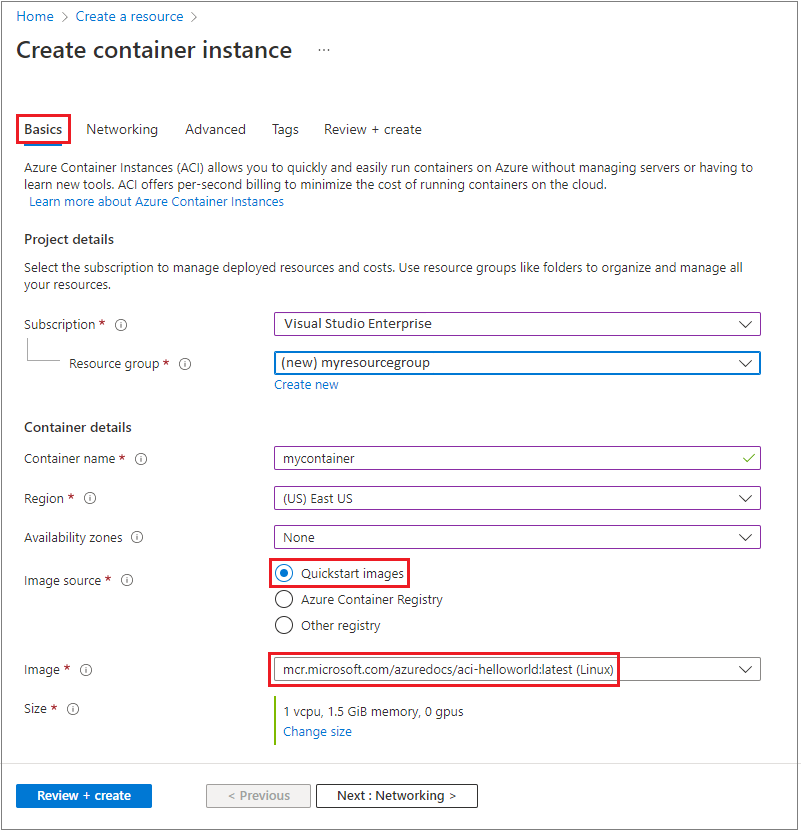 Home > Create a resource >
Create container instance ...
Basics Networking Advanced Tags Review + create
Azure Container Instances (ACI) allows you to quickly and easily run containers on Azure without managing servers or having to
learn new tools. ACI offers per-second billing to minimize the cost of running containers on the cloud.
Learn more about Azure Container Instances
Project details
Select the subscription to manage deployed resources and costs. Use resource groups like folders to organize and manage all
your resources.
Subscription * Visual Studio Enterprise
Resource group * (new) myresourcegroup
Create new
Container details
Container name * mycontainer
Region * (US) East US
Availability zones None
Image source * Quickstart images
Azure Container Registry
Other registry
Image * mcr.microsoft.com/azuredocs/aci-helloworld:latest (Linux)
Size * 1 vcpu, 1.5 GiB memory, 0 gpus
Change size
Review + create < Previous Next : Networking >